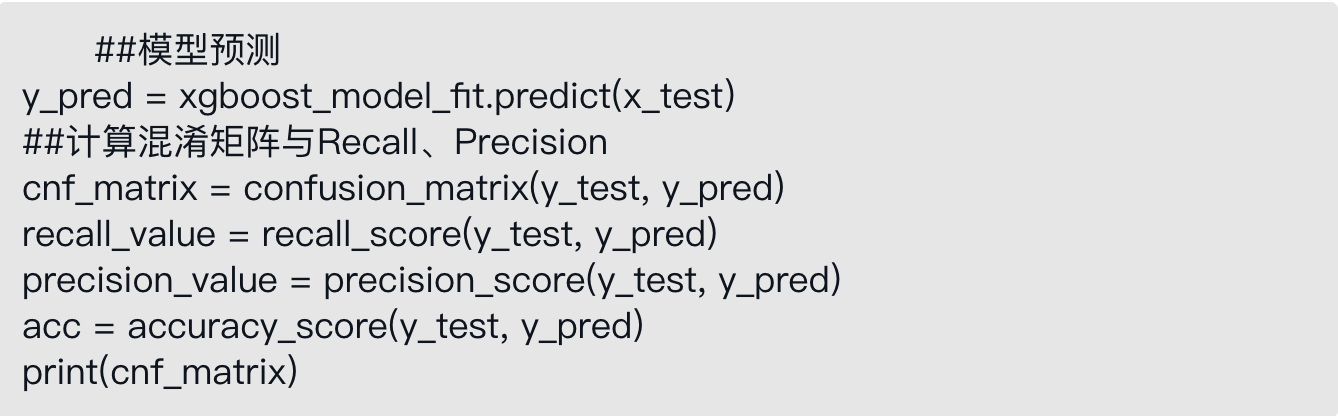 ##模型预测
y_pred = xgboost_model_fit.predict(x_test)
##计算混淆矩阵与Recall、Precision
cnf_matrix = confusion_matrix(y_test, y_pred)
recall_value = recall_score(y_test, y_pred)
precision_value = precision_score(y_test, y_pred)
acc = accuracy_score(y_test, y_pred)
print(cnf_matrix)